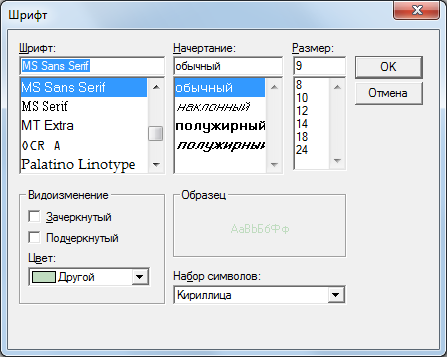 Шрифт
Шрифт:
MS Sans Serif
MS Sans Serif
MS Serif
MT Extra
OCR A
Palatino Linotype
Начертание:
обычный
обычный
наклонный
полужирный
полужирный
Размер:
9
8
10
12
14
18
24
OK
Отмена
Видоизменение
Зачеркнутый
Подчеркнутый
Цвет:
Другой
Образец
АаBbБбФф
Набор символов:
Кириллица